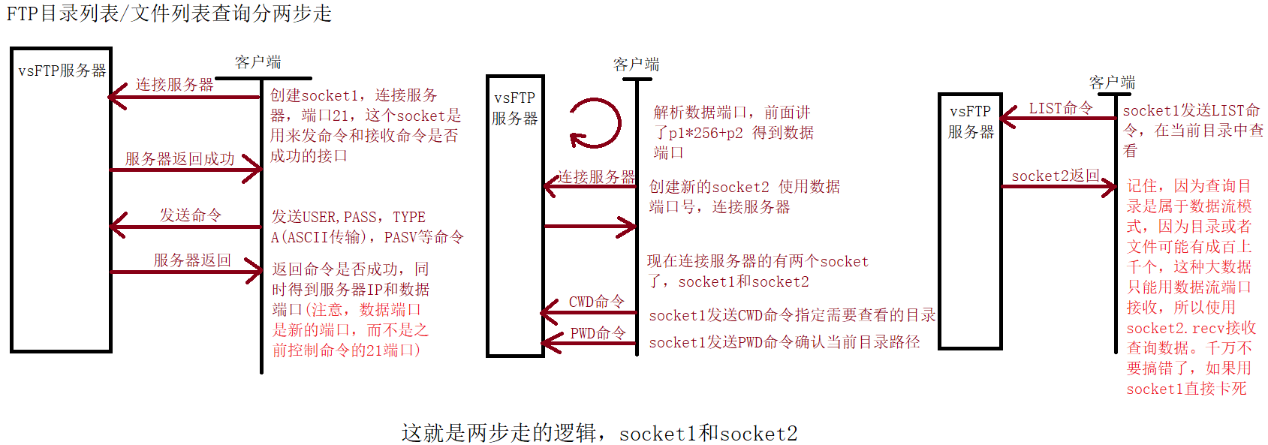 FTP目录列表/文件列表查询分两步走
vsFTP服务器
客户端
连接服务器
创建socket1，连接服务
器，端口21，这个socket是
用来发命令和接收命令是否
成功的接口
服务器返回成功
发送命令
发送USER,PASS，TYPE
A(ASCII传输)，PASV等命令
服务器返回
返回命令是否成功，同
时得到服务器IP和数据
端口(注意，数据端口
是新的端口，而不是之
前控制命令的21端口)
vsFTP
服务器
客户端
解析数据端口，前面讲
了p1*256+p2 得到数据
端口
连接服务器
创建新的socket2 使用数据
端口号，连接服务器
现在连接服务器的有两个socket
了，socket1和socket2
CWD命令
socket1发送CWD命令指定需要查看的目录
PWD命令
socket1发送PWD命令确认当前目录路径
vsFTP
服务器
客户端
LIST命令
socket1发送LIST命
令，在当前目录中查
看
socket2返回
记住，因为查询目
录是属于数据流模
式，因为目录或者
文件可能有成百上
千个，这种大数据
只能用数据流端口
接收，所以使用
socket2.recv接收
查询数据。千万不
要搞错了，如果用
socket1直接卡死
这就是两步走的逻辑，socket1和socket2